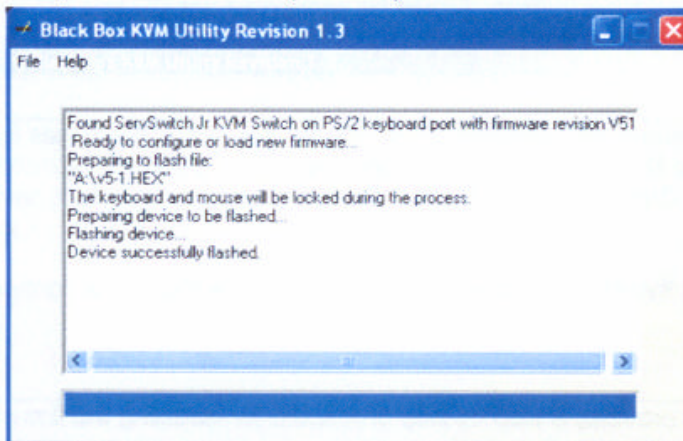 Black Box KVM Utility Revision 1.3
File Help
Found ServSwitch Jr KVM Switch on PS/2 keyboard port with firmware revision V51
Ready to configure or load new firmware...
Preparing to flash file:
"A:\v5-1.HEX"
The keyboard and mouse will be locked during the process.
Preparing device to be flashed...
Flashing device...
Device successfully flashed.